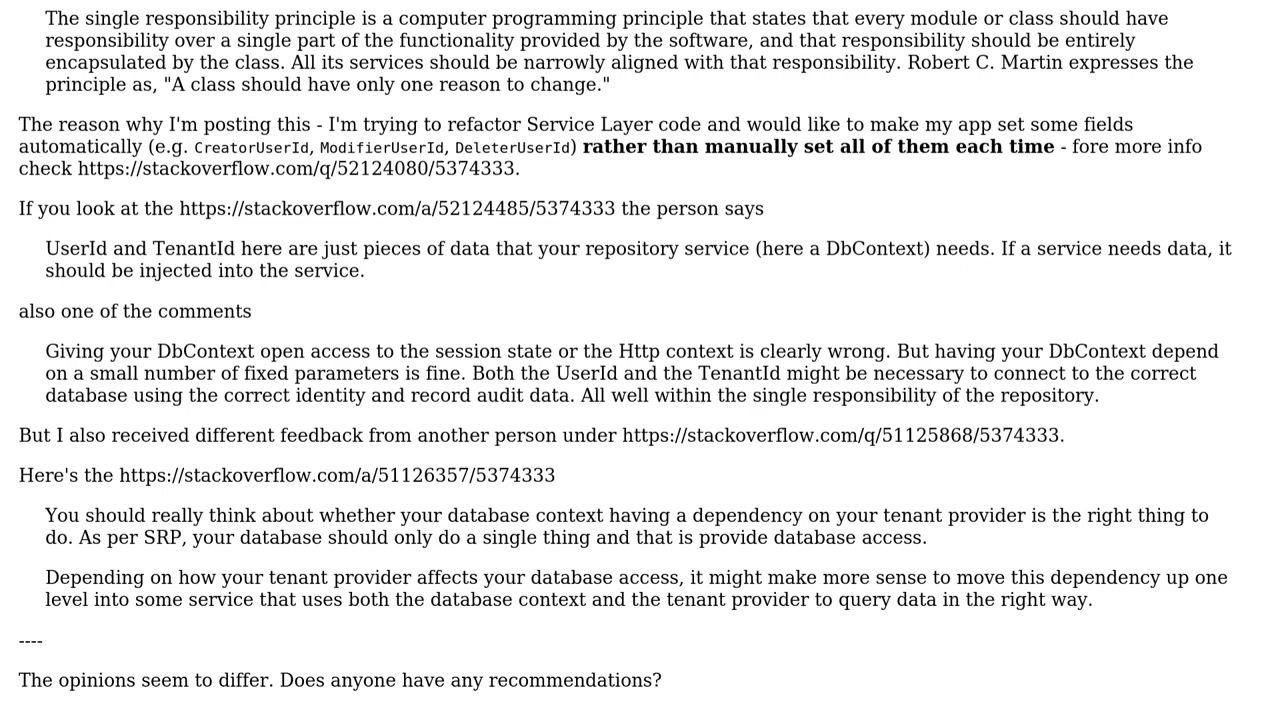 The single responsibility principle is a computer programming principle that states that every module or class should have
responsibility over a single part of the functionality provided by the software, and that responsibility should be entirely
encapsulated by the class. All its services should be narrowly aligned with that responsibility. Robert C. Martin expresses the
principle as, "A class should have only one reason to change."
The reason why I'm posting this - I'm trying to refactor Service Layer code and would like to make my app set some fields
automatically (e.g. CreatorUserId, ModifierUserId, DeleterUserId) rather than manually set all of them each time - fore more info
check https://stackoverflow.com/q/52124080/5374333.
If you look at the https://stackoverflow.com/a/52124485/5374333 the person says
UserId and TenantId here are just pieces of data that your repository service (here a DbContext) needs. If a service needs data, it
should be injected into the service.
also one of the comments
Giving your DbContext open access to the session state or the Http context is clearly wrong. But having your DbContext depend
on a small number of fixed parameters is fine. Both the UserId and the TenantId might be necessary to connect to the correct
database using the correct identity and record audit data. All well within the single responsibility of the repository.
But I also received different feedback from another person under https://stackoverflow.com/q/51125868/5374333.
Here's the https://stackoverflow.com/a/51126357/5374333
You should really think about whether your database context having a dependency on your tenant provider is the right thing to
do. As per SRP, your database should only do a single thing and that is provide database access.
Depending on how your tenant provider affects your database access, it might make more sense to move this dependency up one
level into some service that uses both the database context and the tenant provider to query data in the right way.
----
The opinions seem to differ. Does anyone have any recommendations?